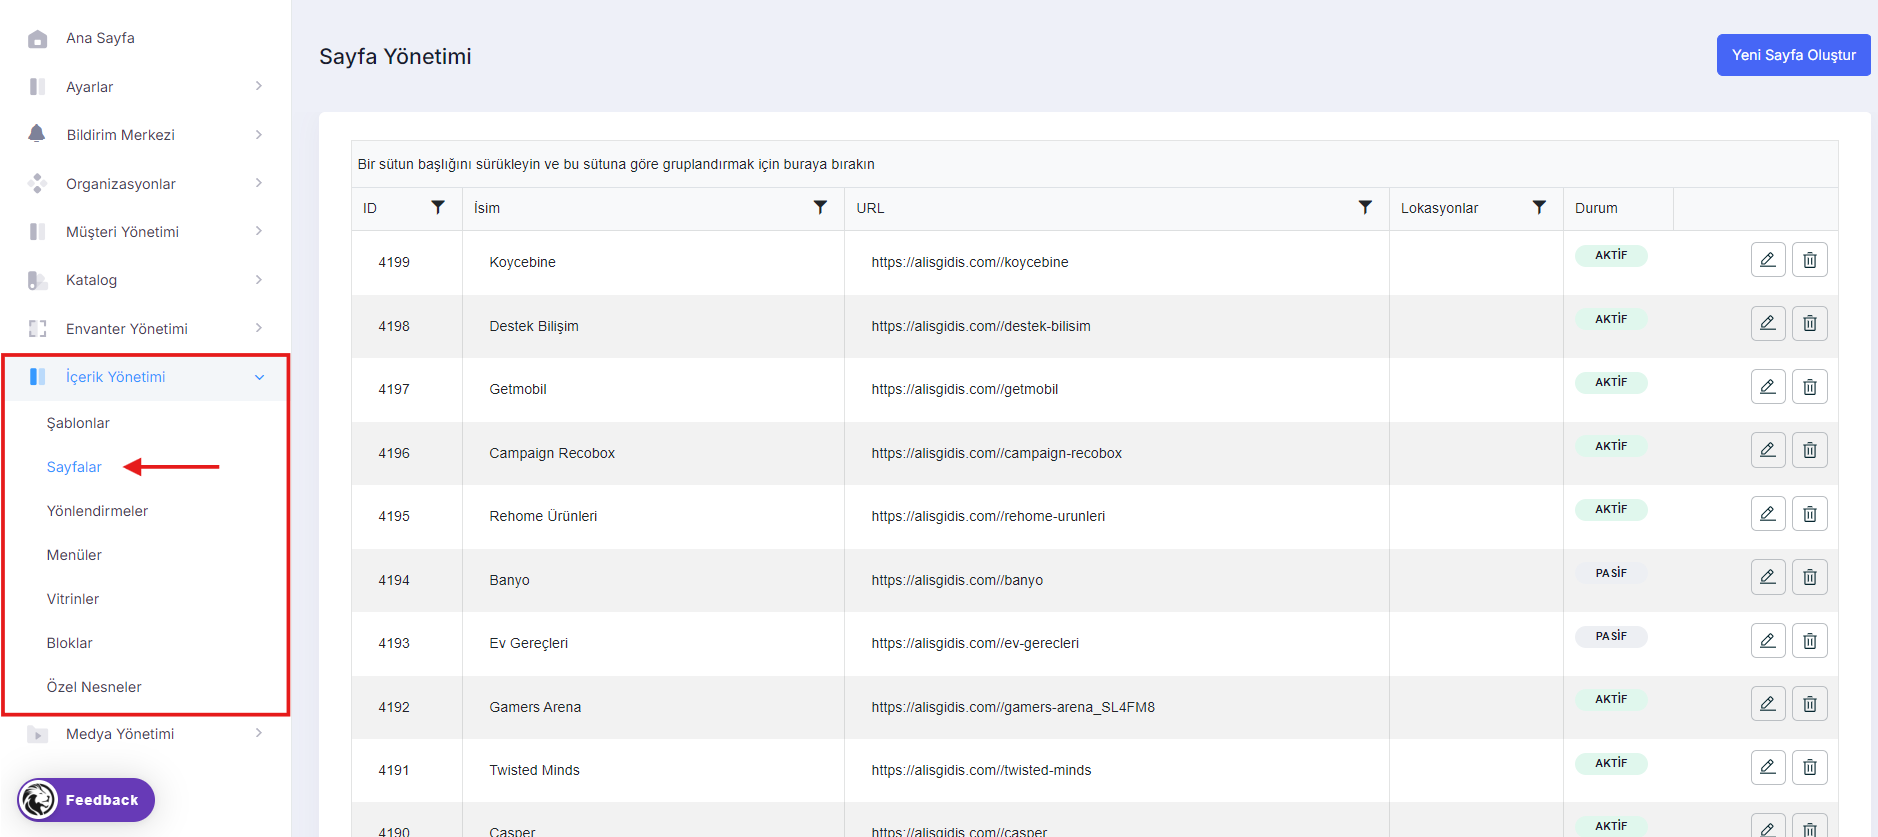 Ana Sayfa
Ayarlar
Bildirim Merkezi
Organizasyonlar
Müşteri Yönetimi
Katalog
Envanter Yönetimi
İçerik Yönetimi
Şablonlar
Sayfalar
Yönlendirmeler
Menüler
Vitrinler
Bloklar
Özel Nesneler
Medya Yönetimi
Feedback
Sayfa Yönetimi
Yeni Sayfa Oluştur
Bir sütun başlığını sürükleyin ve bu sütuna göre gruplandırmak için buraya bırakın
ID İsim URL Lokasyonlar Durum
4199 Koycebine https://alisgidis.com//koycebine AKTİF
4198 Destek Bilişim https://alisgidis.com//destek-bilisim AKTİF
4197 Getmobil https://alisgidis.com//getmobil AKTİF
4196 Campaign Recobox https://alisgidis.com//campaign-recobox AKTİF
4195 Rehome Ürünleri https://alisgidis.com//rehome-urunleri AKTİF
4194 Banyo https://alisgidis.com//banyo PASİF
4193 Ev Gereçleri https://alisgidis.com//ev-gerecleri PASİF
4192 Gamers Arena https://alisgidis.com//gamers-arena_SL4FM8 AKTİF
4191 Twisted Minds https://alisgidis.com//twisted-minds AKTİF
4190 Casper https://alisgidis.com//casper AKTİF